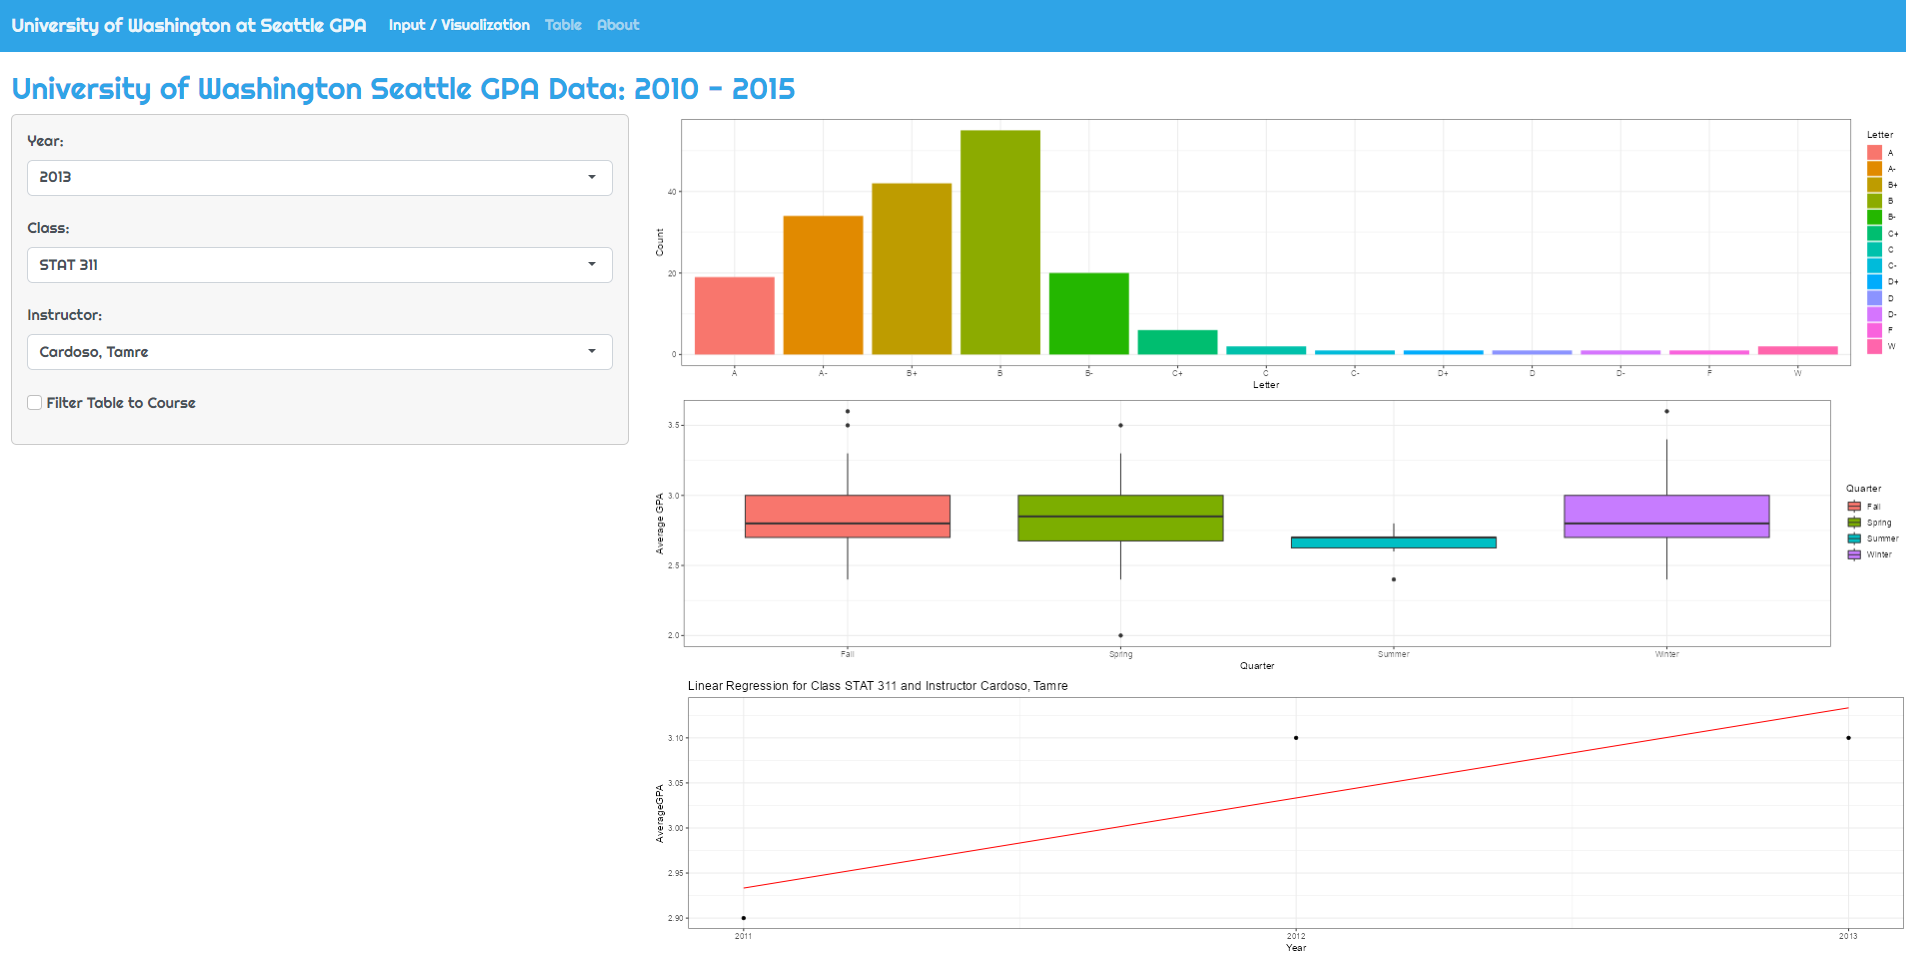 University of Washington at Seattle GPA Input / Visualization Table About
University of Washington Seattle GPA Data: 2010 - 2015
Year:
2013
Class:
STAT 311
Instructor:
Cardoso, Tamre
Filter Table to Course
Count
40
20
0
A A- B+ B B- C+ C C- D+ D D- F W
Letter
Letter
A
A-
B+
B
B-
C+
C
C-
D+
D
D-
F
W
Average GPA
3.5
3.0
2.5
2.0
Fall Spring Summer Winter
Quarter
Quarter
Fall
Spring
Summer
Winter
Linear Regression for Class STAT 311 and Instructor Cardoso, Tamre
AverageGPA
3.10
3.05
3.00
2.95
2.90
2011 2012 2013
Year